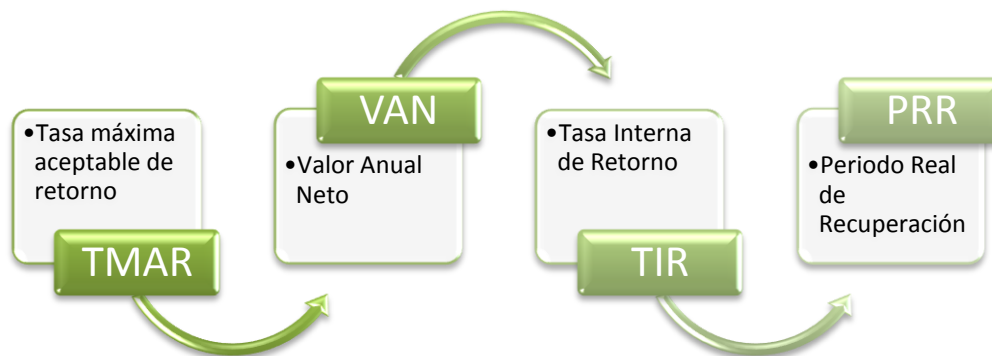 •Tasa máxima
aceptable de
retorno
TMAR
VAN
•Valor Anual
Neto
•Tasa Interna
de Retorno
TIR
PRR
•Periodo Real
de
Recuperación